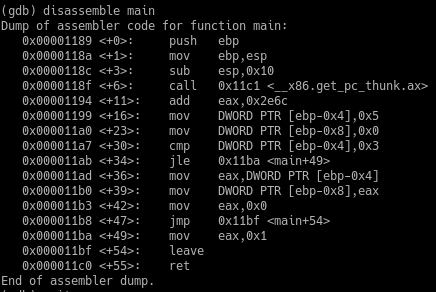 (gdb) disassemble main
Dump of assembler code for function main:
   0x00001189 <+0>:     push   ebp
   0x0000118a <+1>:     mov    ebp,esp
   0x0000118c <+3>:     sub    esp,0x10
   0x0000118f <+6>:     call   0x11c1 <__x86.get_pc_thunk.ax>
   0x00001194 <+11>:    add    eax,0x2e6c
   0x00001199 <+16>:    mov    DWORD PTR [ebp-0x4],0x5
   0x000011a0 <+23>:    mov    DWORD PTR [ebp-0x8],0x0
   0x000011a7 <+30>:    cmp    DWORD PTR [ebp-0x4],0x3
   0x000011ab <+34>:    jle    0x11ba <main+49>
   0x000011ad <+36>:    mov    eax,DWORD PTR [ebp-0x4]
   0x000011b0 <+39>:    mov    DWORD PTR [ebp-0x8],eax
   0x000011b3 <+42>:    mov    eax,0x0
   0x000011b8 <+47>:    jmp    0x11bf <main+54>
   0x000011ba <+49>:    mov    eax,0x1
   0x000011bf <+54>:    leave
   0x000011c0 <+55>:    ret
End of assembler dump.